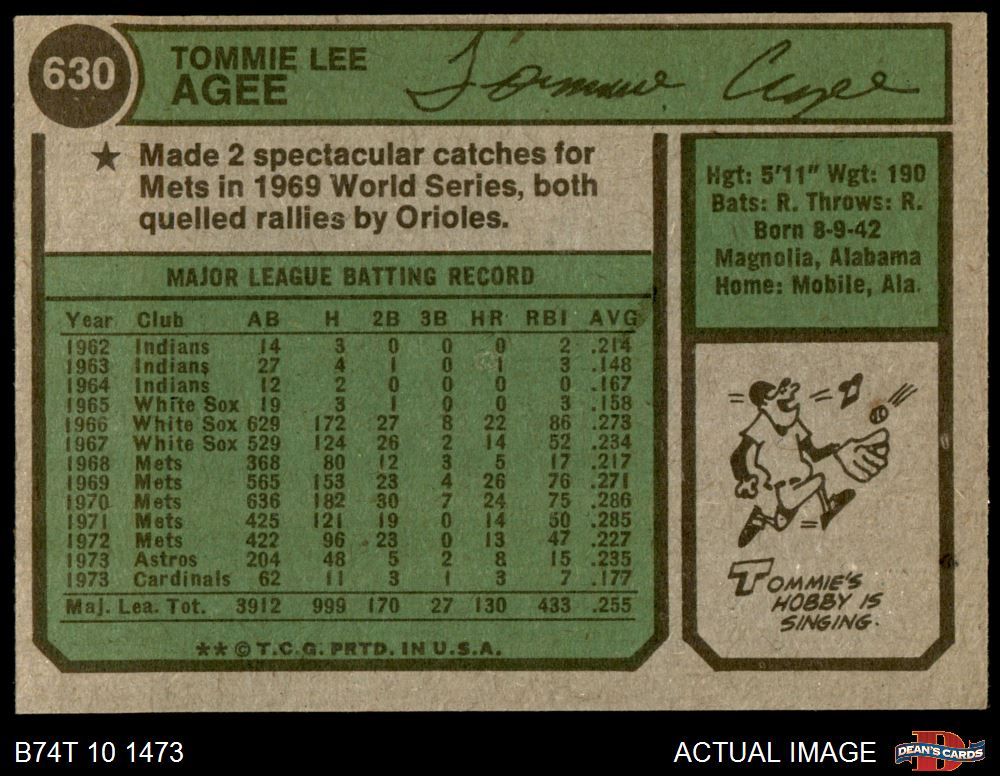 630
TOMMIE LEE
AGEE
Tommie Agee
★ Made 2 spectacular catches for
Mets in 1969 World Series, both
quelled rallies by Orioles.
Hgt: 5'11" Wgt: 190
Bats: R. Throws: R.
Born 8-9-42
Magnolia, Alabama
Home: Mobile, Ala.
MAJOR LEAGUE BATTING RECORD
Year Club AB H 2B 3B HR RBI AVG
1962 Indians 14 3 0 0 0 2 .214
1963 Indians 27 4 1 0 1 3 .148
1964 Indians 12 2 0 0 0 0 .167
1965 White Sox 19 3 1 0 0 3 .158
1966 White Sox 629 172 27 8 22 86 .273
1967 White Sox 529 124 26 2 14 52 .234
1968 Mets 368 80 12 3 5 17 .217
1969 Mets 565 153 23 4 26 76 .271
1970 Mets 636 182 30 7 24 75 .286
1971 Mets 425 121 19 0 14 50 .285
1972 Mets 422 96 23 0 13 47 .227
1973 Astros 204 48 5 2 8 15 .235
1973 Cardinals 62 11 3 1 3 7 .177
Maj. Lea. Tot. 3912 999 170 27 130 433 .255
** © T.C.G. PRTD. IN U.S.A.
TOMMIE'S
HOBBY IS
SINGING.
B74T 10 1473
ACTUAL IMAGE
D
DEAN'S CARDS